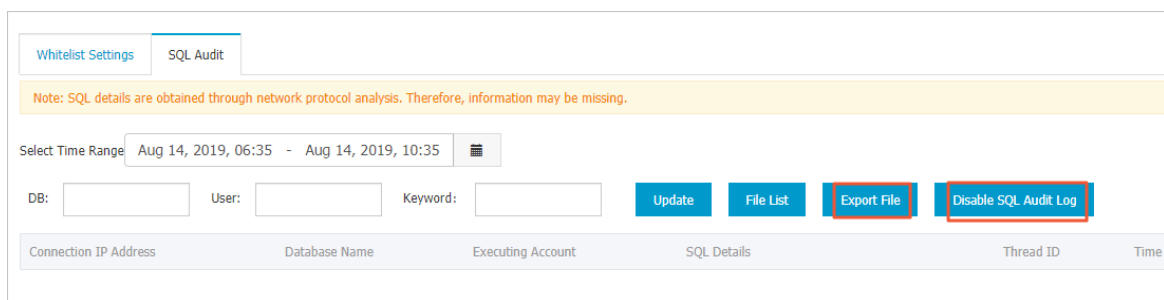 Whitelist Settings SQL Audit
Note: SQL details are obtained through network protocol analysis. Therefore, information may be missing.
Select Time Range Aug 14, 2019, 06:35 - Aug 14, 2019, 10:35
DB: User: Keyword: Update File List Export File Disable SQL Audit Log
Connection IP Address Database Name Executing Account SQL Details Thread ID Time